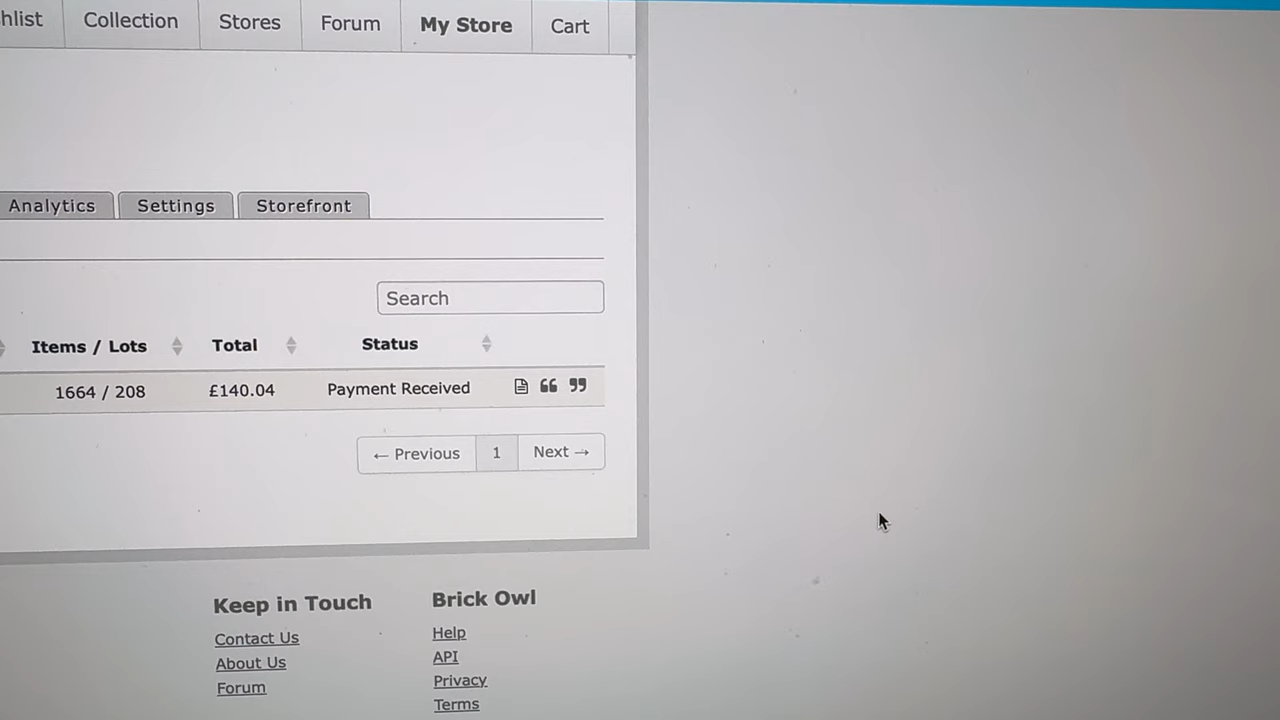 Collection Stores Forum My Store Cart
Analytics Settings Storefront
Search
Items / Lots Total Status
1664 / 208 £140.04 Payment Received
← Previous 1 Next →
Keep in Touch Brick Owl
Contact Us Help
About Us API
Forum Privacy
Terms